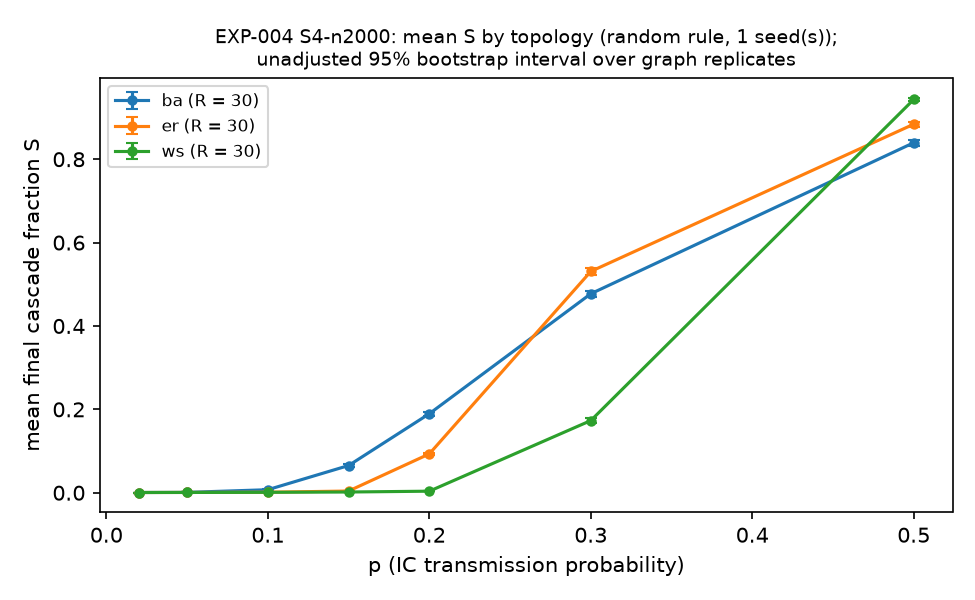 EXP-004 S4-n2000: mean S by topology (random rule, 1 seed(s));
unadjusted 95% bootstrap interval over graph replicates
ba (R = 30)
er (R = 30)
ws (R = 30)
mean final cascade fraction S
0.8
0.6
0.4
0.2
0.0
0.0
0.1
0.2
0.3
0.4
0.5
p (IC transmission probability)